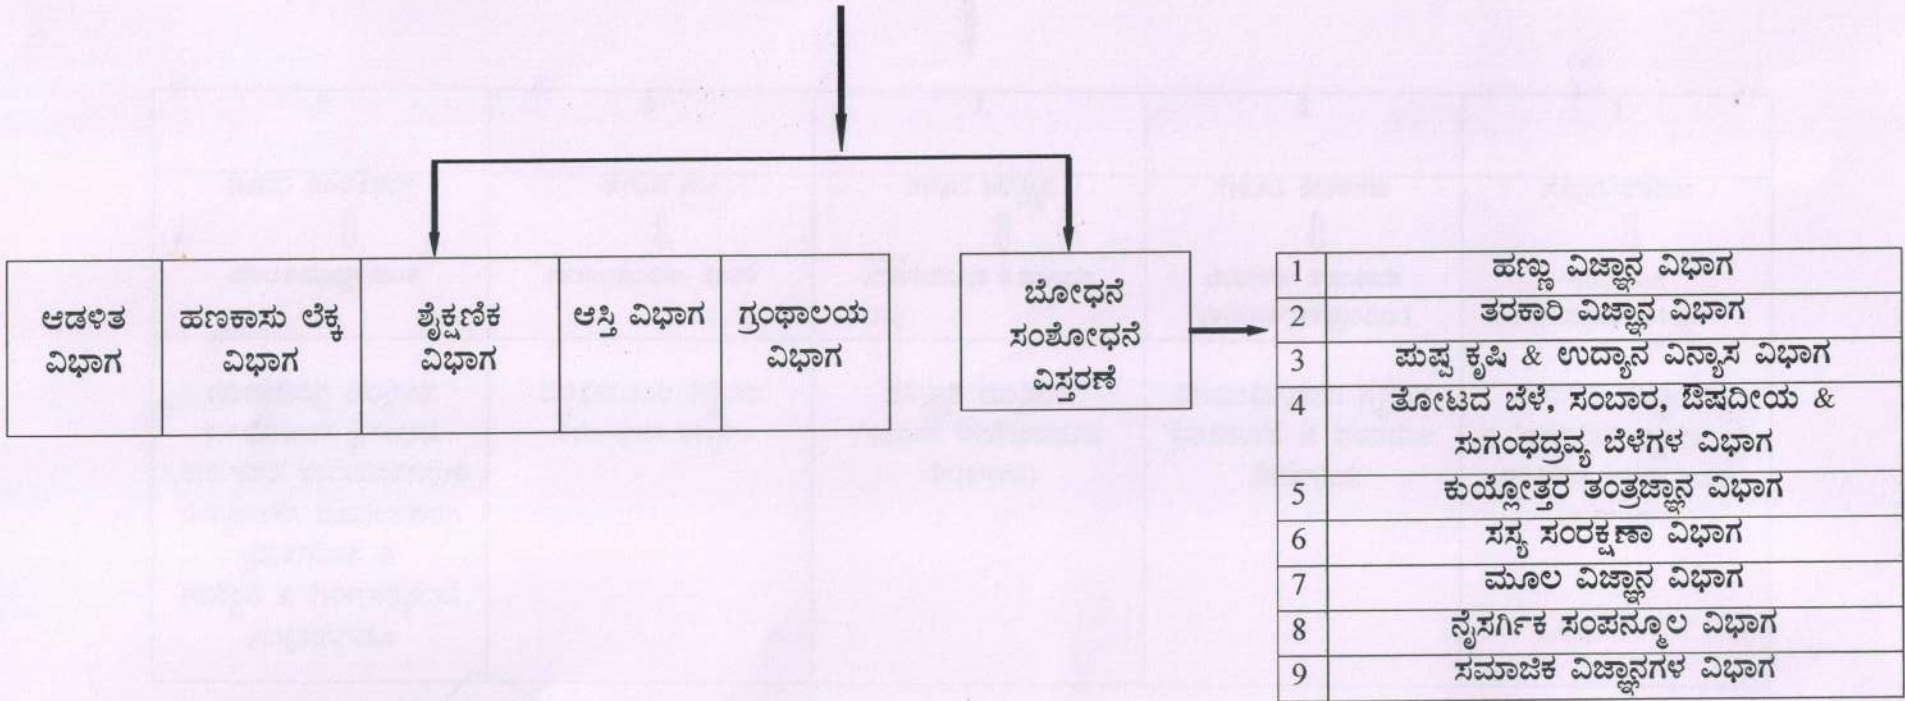 ಆಡಳಿತ
ವಿಭಾಗ
ಹಣಕಾಸು ಲೆಕ್ಕ
ವಿಭಾಗ
ಶೈಕ್ಷಣಿಕ
ವಿಭಾಗ
ಆಸ್ತಿ ವಿಭಾಗ
ಗ್ರಂಥಾಲಯ
ವಿಭಾಗ
ಬೋಧನೆ
ಸಂಶೋಧನೆ
ವಿಸ್ತರಣೆ
1 ಹಣ್ಣು ವಿಜ್ಞಾನ ವಿಭಾಗ
2 ತರಕಾರಿ ವಿಜ್ಞಾನ ವಿಭಾಗ
3 ಪುಷ್ಪ ಕೃಷಿ & ಉದ್ಯಾನ ವಿನ್ಯಾಸ ವಿಭಾಗ
4 ತೋಟದ ಬೆಳೆ, ಸಂಬಾರ, ಔಷದೀಯ &
ಸುಗಂಧದ್ರವ್ಯ ಬೆಳೆಗಳ ವಿಭಾಗ
5 ಕುಯ್ಲೋತ್ತರ ತಂತ್ರಜ್ಞಾನ ವಿಭಾಗ
6 ಸಸ್ಯ ಸಂರಕ್ಷಣಾ ವಿಭಾಗ
7 ಮೂಲ ವಿಜ್ಞಾನ ವಿಭಾಗ
8 ನೈಸರ್ಗಿಕ ಸಂಪನ್ಮೂಲ ವಿಭಾಗ
9 ಸಮಾಜಿಕ ವಿಜ್ಞಾನಗಳ ವಿಭಾಗ